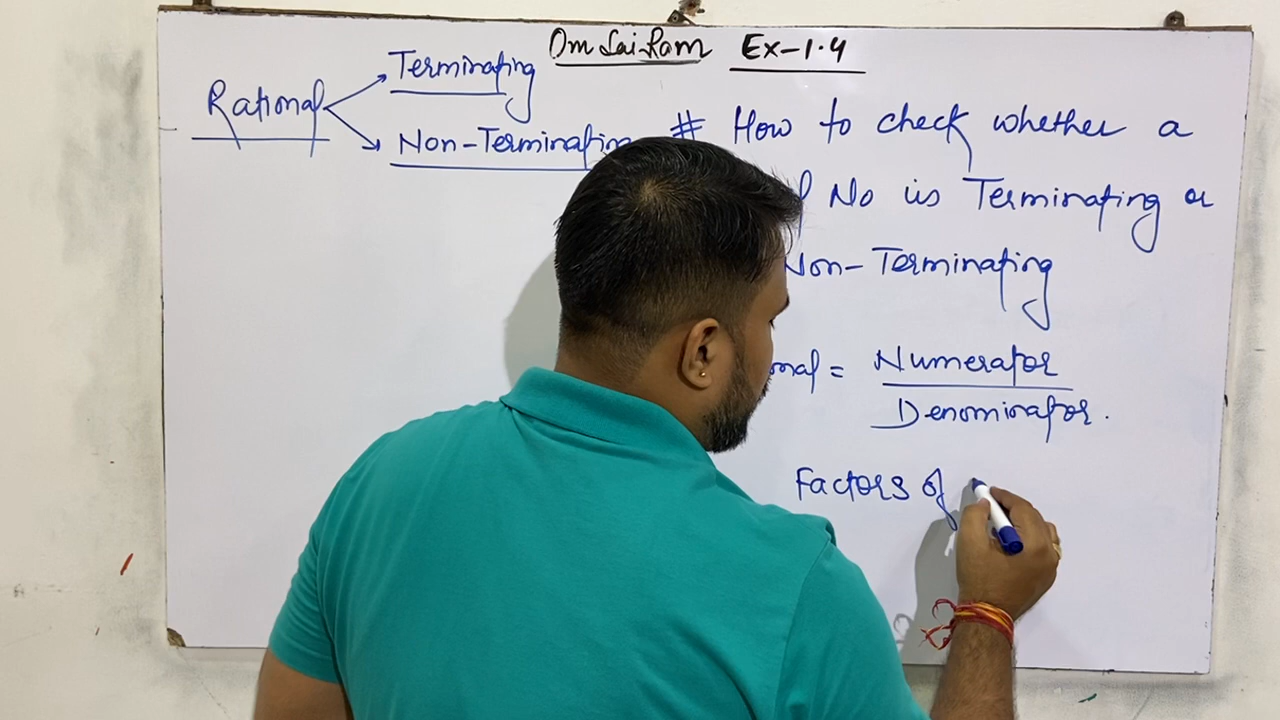 Om Sai Ram Ex-1.4
Rational
Terminating
Non-Terminating
# How to check whether a
No is Terminating or
Non-Terminating
= Numerator
Denominator.
Factors of